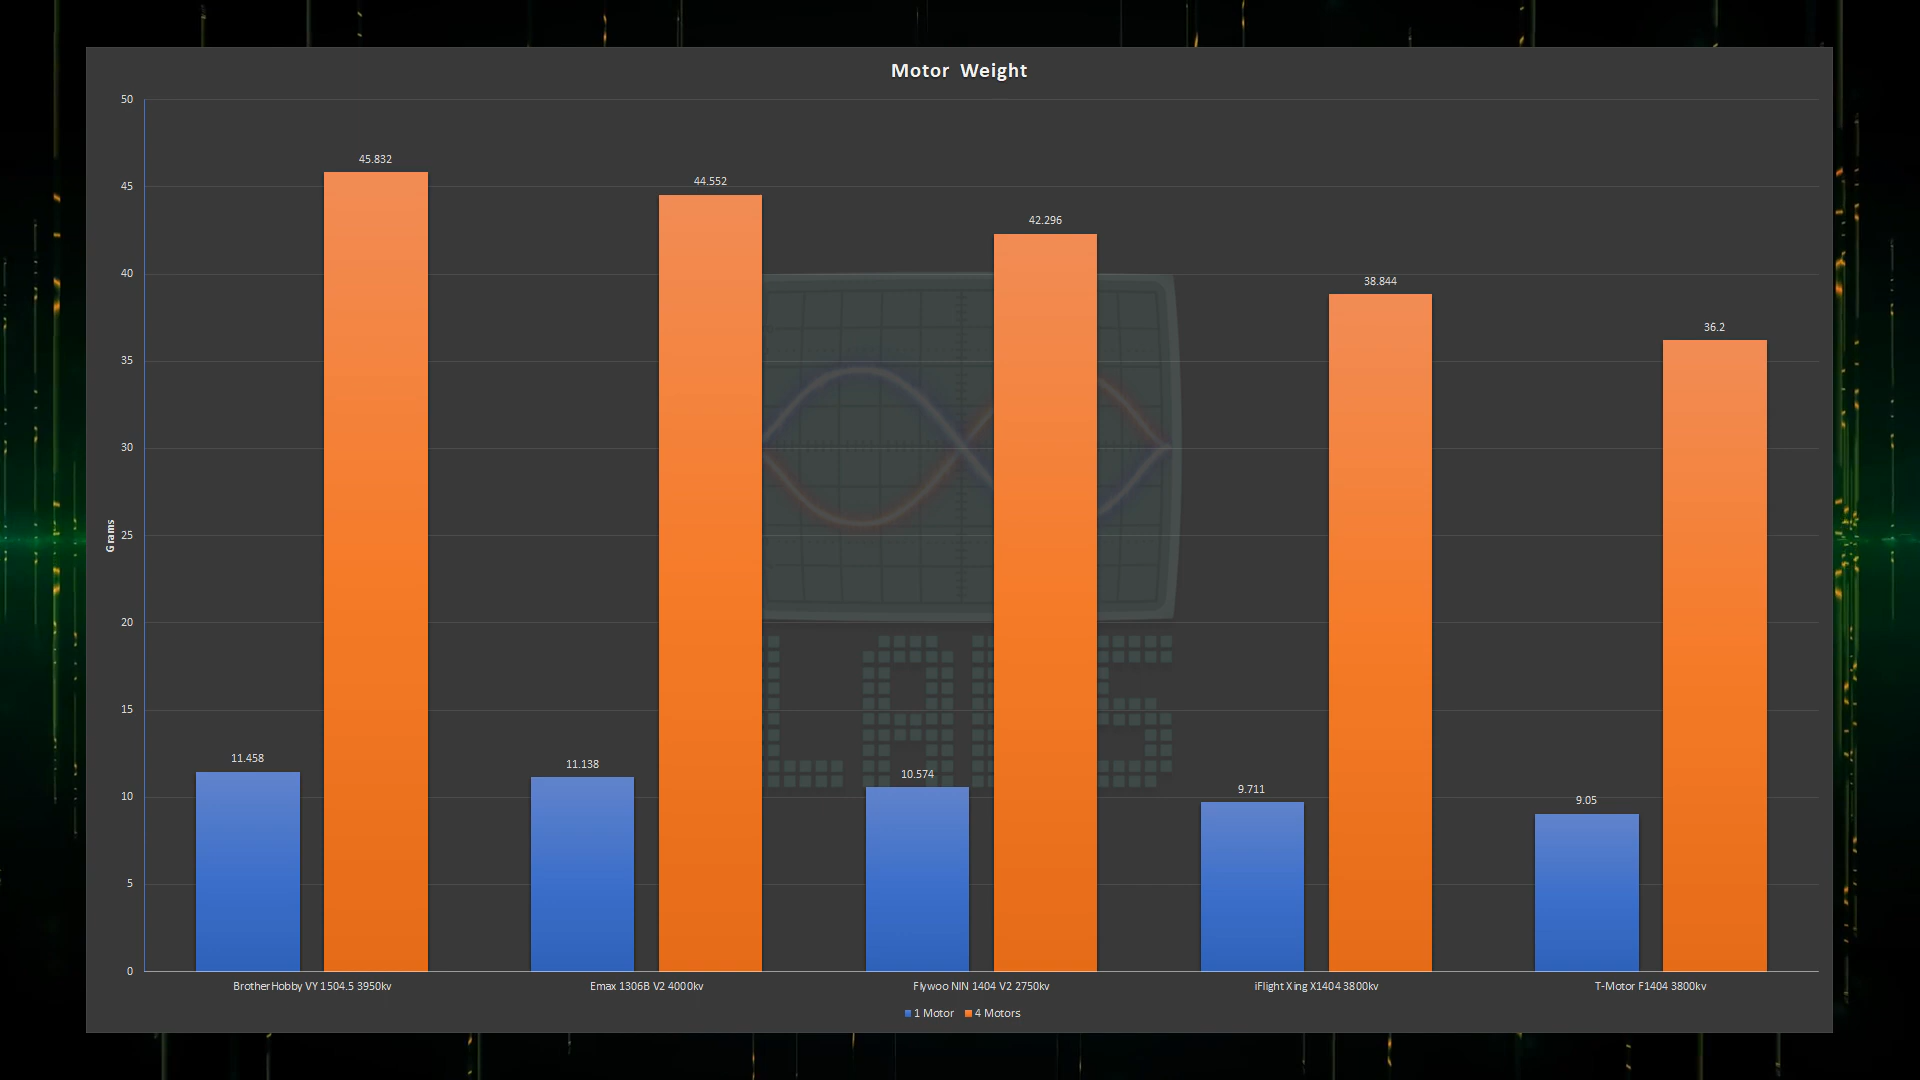 Motor Weight
50
45
40
35
30
25
20
15
10
5
0
Grams
45.832
44.552
42.296
38.844
36.2
11.458
11.138
10.574
9.711
9.05
LABS
BrotherHobby VY 1504.5 3950kv
Emax 1306B V2 4000kv
Flywoo NIN 1404 V2 2750kv
iFlight Xing X1404 3800kv
T-Motor F1404 3800kv
1 Motor
4 Motors